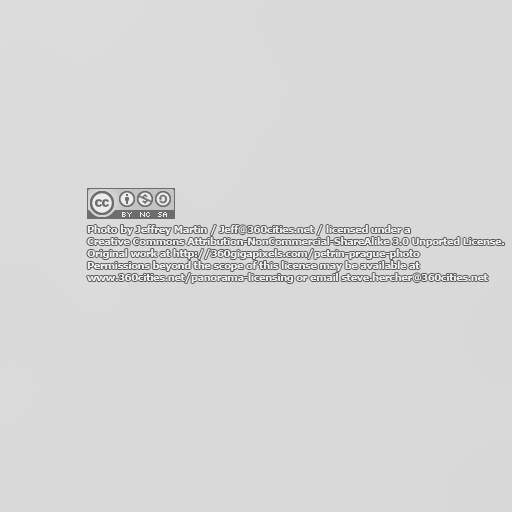 cc BY NC SA
Photo by Jeffrey Martin / Jeff@360cities.net / licensed under a
Creative Commons Attribution-NonCommercial-ShareAlike 3.0 Unported License.
Original work at http://360gigapixels.com/petrin-prague-photo
Permissions beyond the scope of this license may be available at
www.360cities.net/panorama-licensing or email steve.hercher@360cities.net